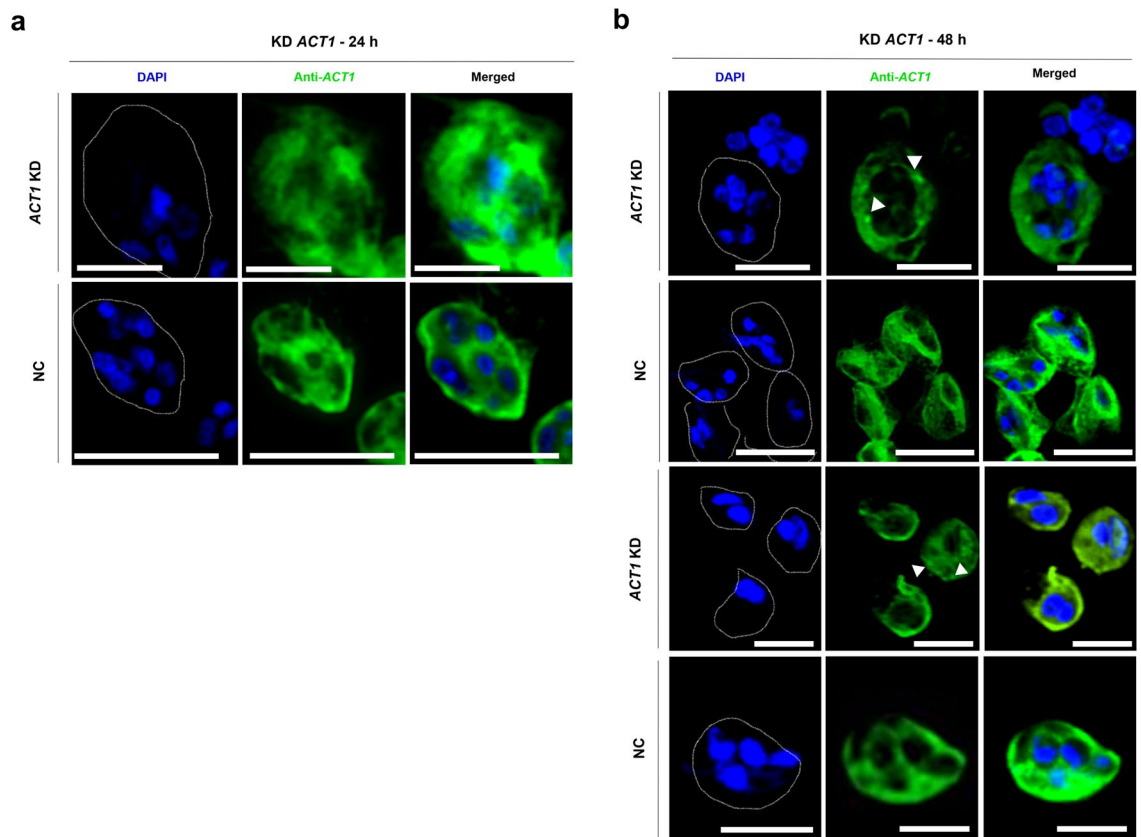 a
KD ACT1 - 24 h
DAPI Anti-ACT1 Merged
ACT1 KD
NC
b
KD ACT1 - 48 h
DAPI Anti-ACT1 Merged
ACT1 KD
NC
ACT1 KD
NC